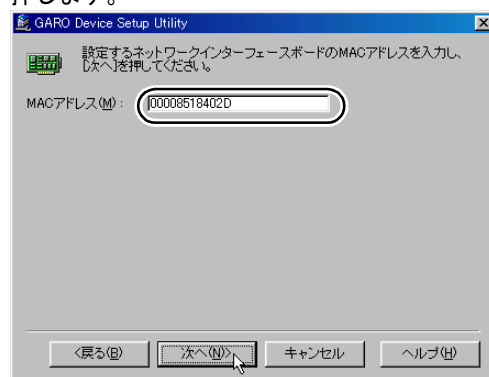 押します。
GARO Device Setup Utility
設定するネットワークインターフェースボードのMACアドレスを入力し、
[次へ]を押してください。
MACアドレス(M): 00008518402D
<戻る(B) 次へ(N)> キャンセル ヘルプ(H)